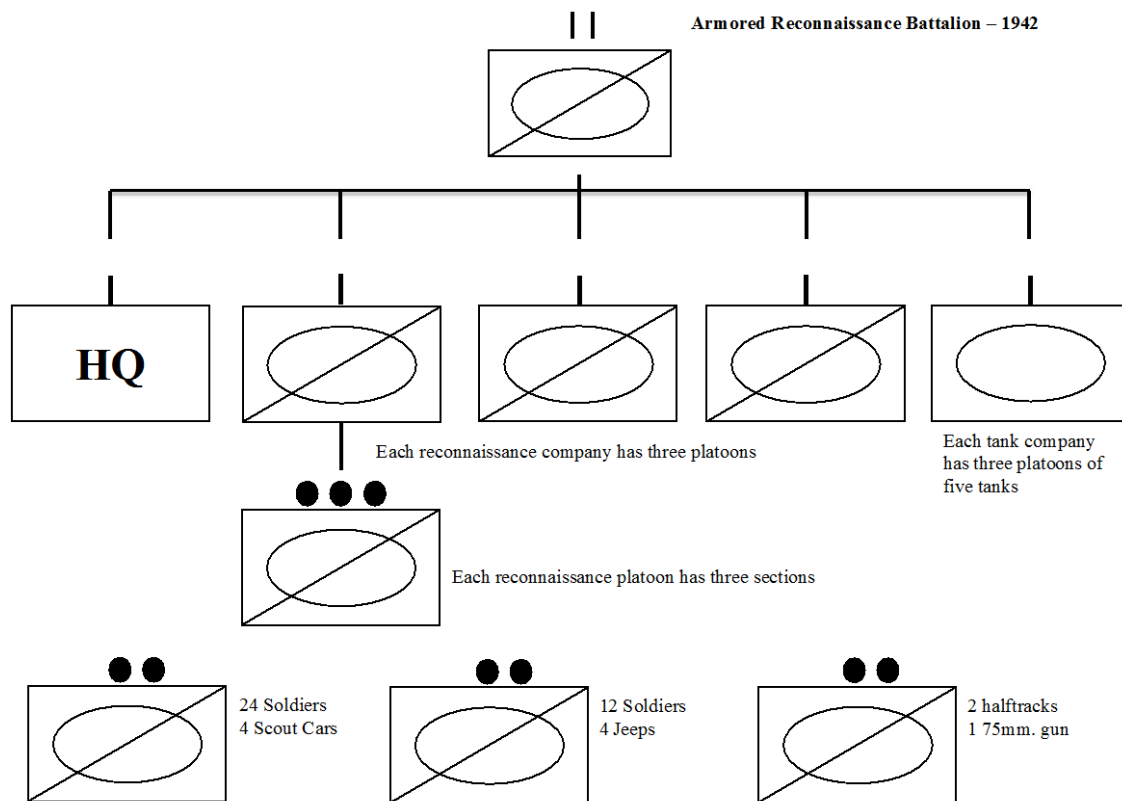 Armored Reconnaissance Battalion – 1942
HQ
Each reconnaissance company has three platoons
Each tank company
has three platoons of
five tanks
Each reconnaissance platoon has three sections
24 Soldiers
4 Scout Cars
12 Soldiers
4 Jeeps
2 halftracks
1 75mm. gun